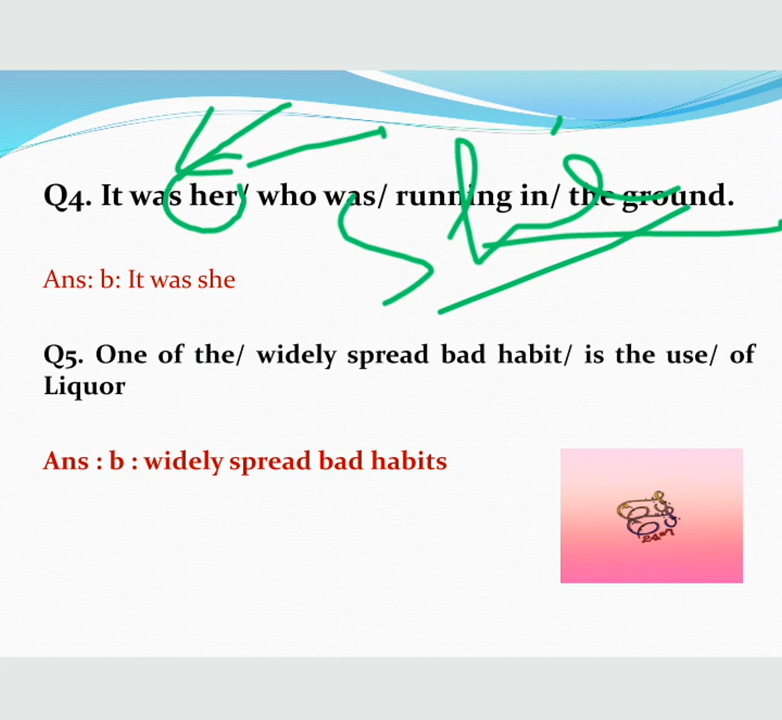 Q4. It was her/ who was/ running in/ the ground.
she
Ans: b: It was she
Q5. One of the/ widely spread bad habit/ is the use/ of
Liquor
Ans : b : widely spread bad habits